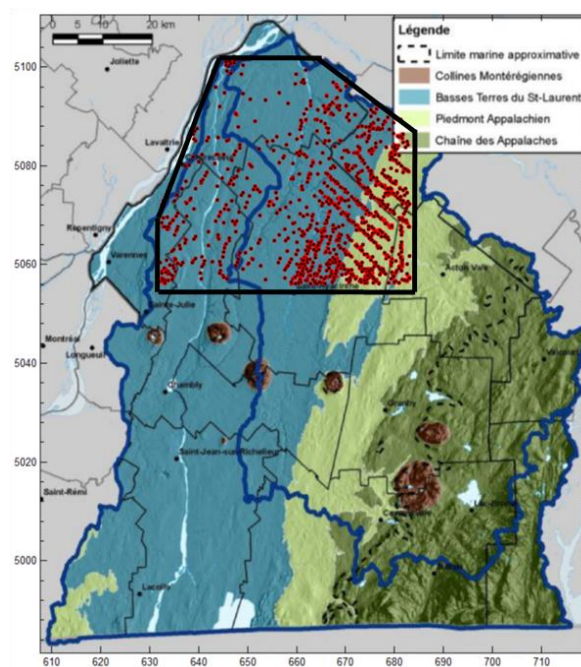 0 5 10 20 km
Légende
Limite marine approximative
Collines Montérégiennes
Basses Terres du St-Laurent
Piedmont Appalachien
Chaîne des Appalaches
5100
Joliette
Lavaltrie
5080
Repentigny
5060
Varennes
Acton Vale
Sainte-Julie
5040
Montréal
Longueuil
Chambly
Granby
5020
Saint-Jean-sur-Richelieu
Saint-Rémi
5000
Lacolle
610 620 630 640 650 660 670 680 690 700 710